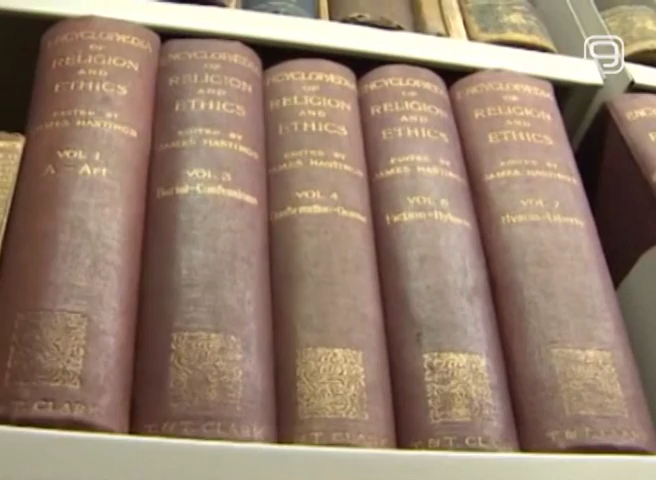 ENCYCLOPÆDIA
OF
RELIGION
AND
ETHICS
EDITED BY
JAMES HASTINGS
VOL 1
A–Art
T. CLARK
ENCYCLOPÆDIA
OF
RELIGION
AND
ETHICS
EDITED BY
JAMES HASTINGS
VOL. 3
Burial–Confessions
T. & T. CLARK
ENCYCLOPÆDIA
OF
RELIGION
AND
ETHICS
EDITED BY
JAMES HASTINGS
VOL. 4
T. & T. CLARK
ENCYCLOPÆDIA
OF
RELIGION
AND
ETHICS
EDITED BY
JAMES HASTINGS
VOL. 6
T. & T. CLARK
ENCYCLOPÆDIA
OF
RELIGION
AND
ETHICS
EDITED BY
JAMES HASTINGS
VOL. 7
T. & T. CLARK